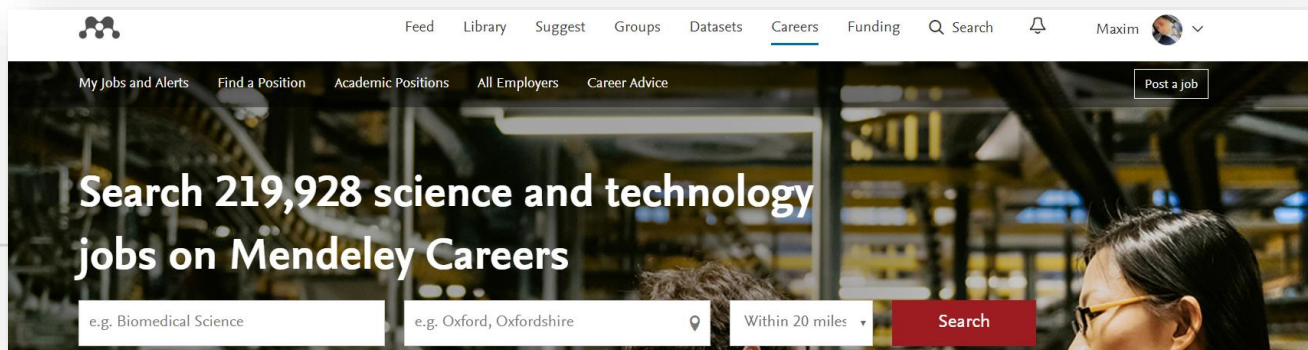 Feed Library Suggest Groups Datasets Careers Funding Search Maxim
My Jobs and Alerts Find a Position Academic Positions All Employers Career Advice Post a job
Search 219,928 science and technology
jobs on Mendeley Careers
e.g. Biomedical Science e.g. Oxford, Oxfordshire Within 20 miles Search